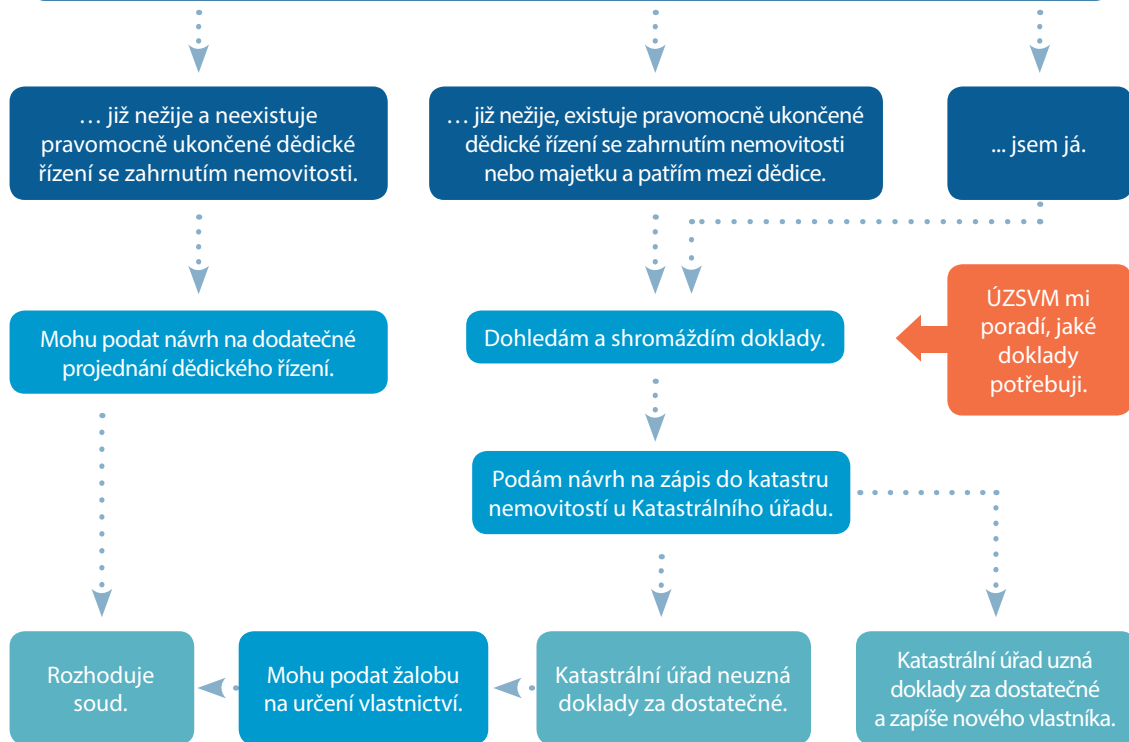 … již nežije a neexistuje
pravomocně ukončené dědické
řízení se zahrnutím nemovitosti.
… již nežije, existuje pravomocně ukončené
dědické řízení se zahrnutím nemovitosti
nebo majetku a patřím mezi dědice.
... jsem já.
Mohu podat návrh na dodatečné
projednání dědického řízení.
Dohledám a shromáždím doklady.
ÚZSVM mi
poradí, jaké
doklady
potřebuji.
Podám návrh na zápis do katastru
nemovitostí u Katastrálního úřadu.
Rozhoduje
soud.
Mohu podat žalobu
na určení vlastnictví.
Katastrální úřad neuzná
doklady za dostatečné.
Katastrální úřad uzná
doklady za dostatečné
a zapíše nového vlastníka.